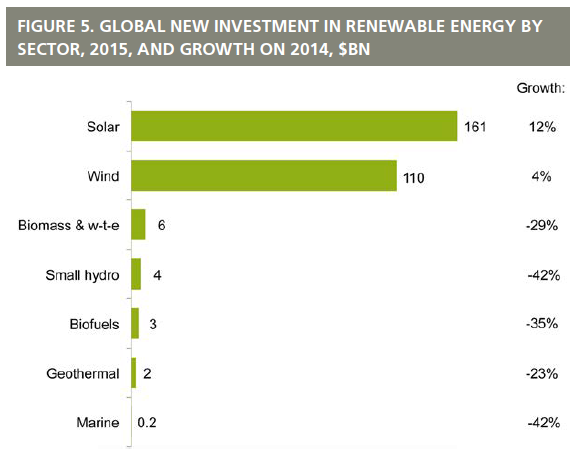 FIGURE 5. GLOBAL NEW INVESTMENT IN RENEWABLE ENERGY BY
SECTOR, 2015, AND GROWTH ON 2014, $BN
Growth:
Solar 161 12%
Wind 110 4%
Biomass & w-t-e 6 -29%
Small hydro 4 -42%
Biofuels 3 -35%
Geothermal 2 -23%
Marine 0.2 -42%